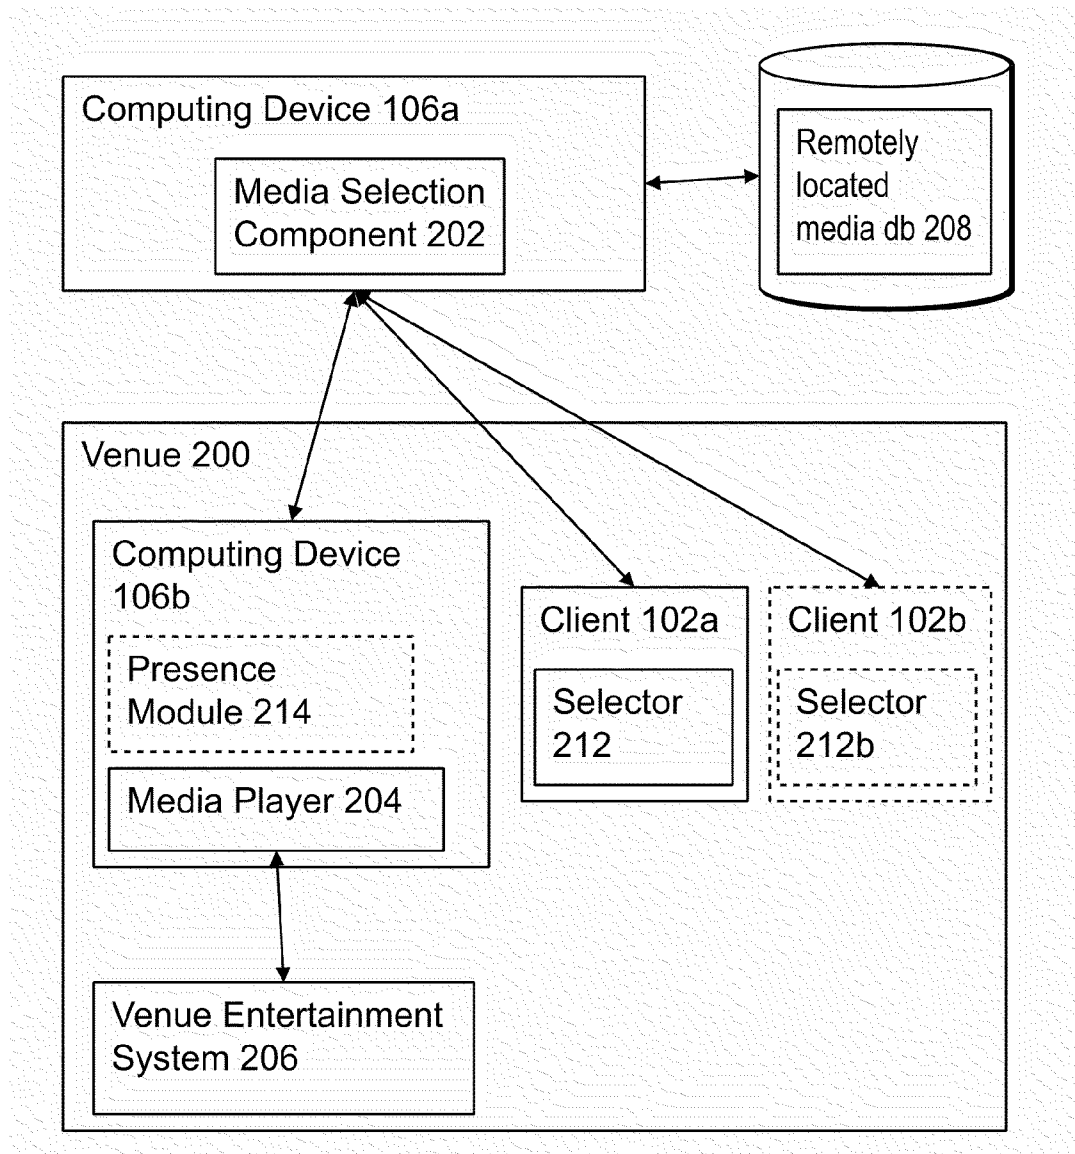 Computing Device 106a
Media Selection
Component 202
Remotely
located
media db 208
Venue 200
Computing Device
106b
Presence
Module 214
Media Player 204
Client 102a
Selector
212
Client 102b
Selector
212b
Venue Entertainment
System 206